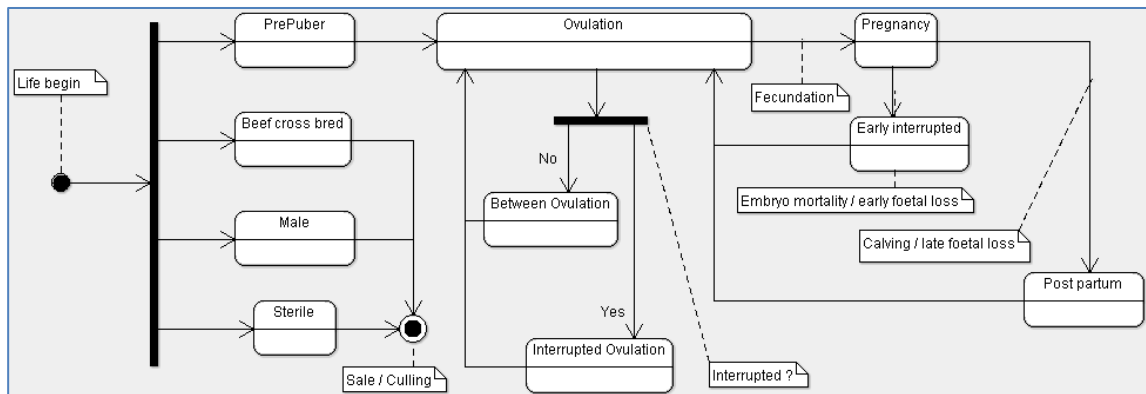 PrePuber
Ovulation
Pregnancy
Life begin
Fecundation
Beef cross bred
Early interrupted
No
Between Ovulation
Embryo mortality / early foetal loss
Male
Calving / late foetal loss
Post partum
Sterile
Yes
Interrupted Ovulation
Interrupted ?
Sale / Culling